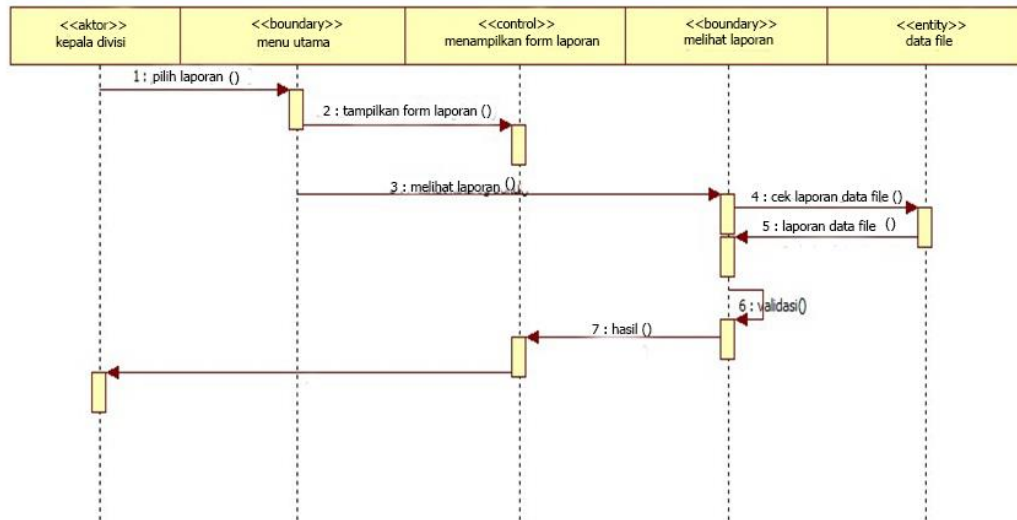 <<aktor>>
kepala divisi
<<boundary>>
menu utama
<<control>>
menampilkan form laporan
<<boundary>>
melihat laporan
<<entity>>
data file
1 : pilih laporan ()
2 : tampilkan form laporan ()
3 : melihat laporan ()
4 : cek laporan data file ()
5 : laporan data file ()
6 : validasi()
7 : hasil ()